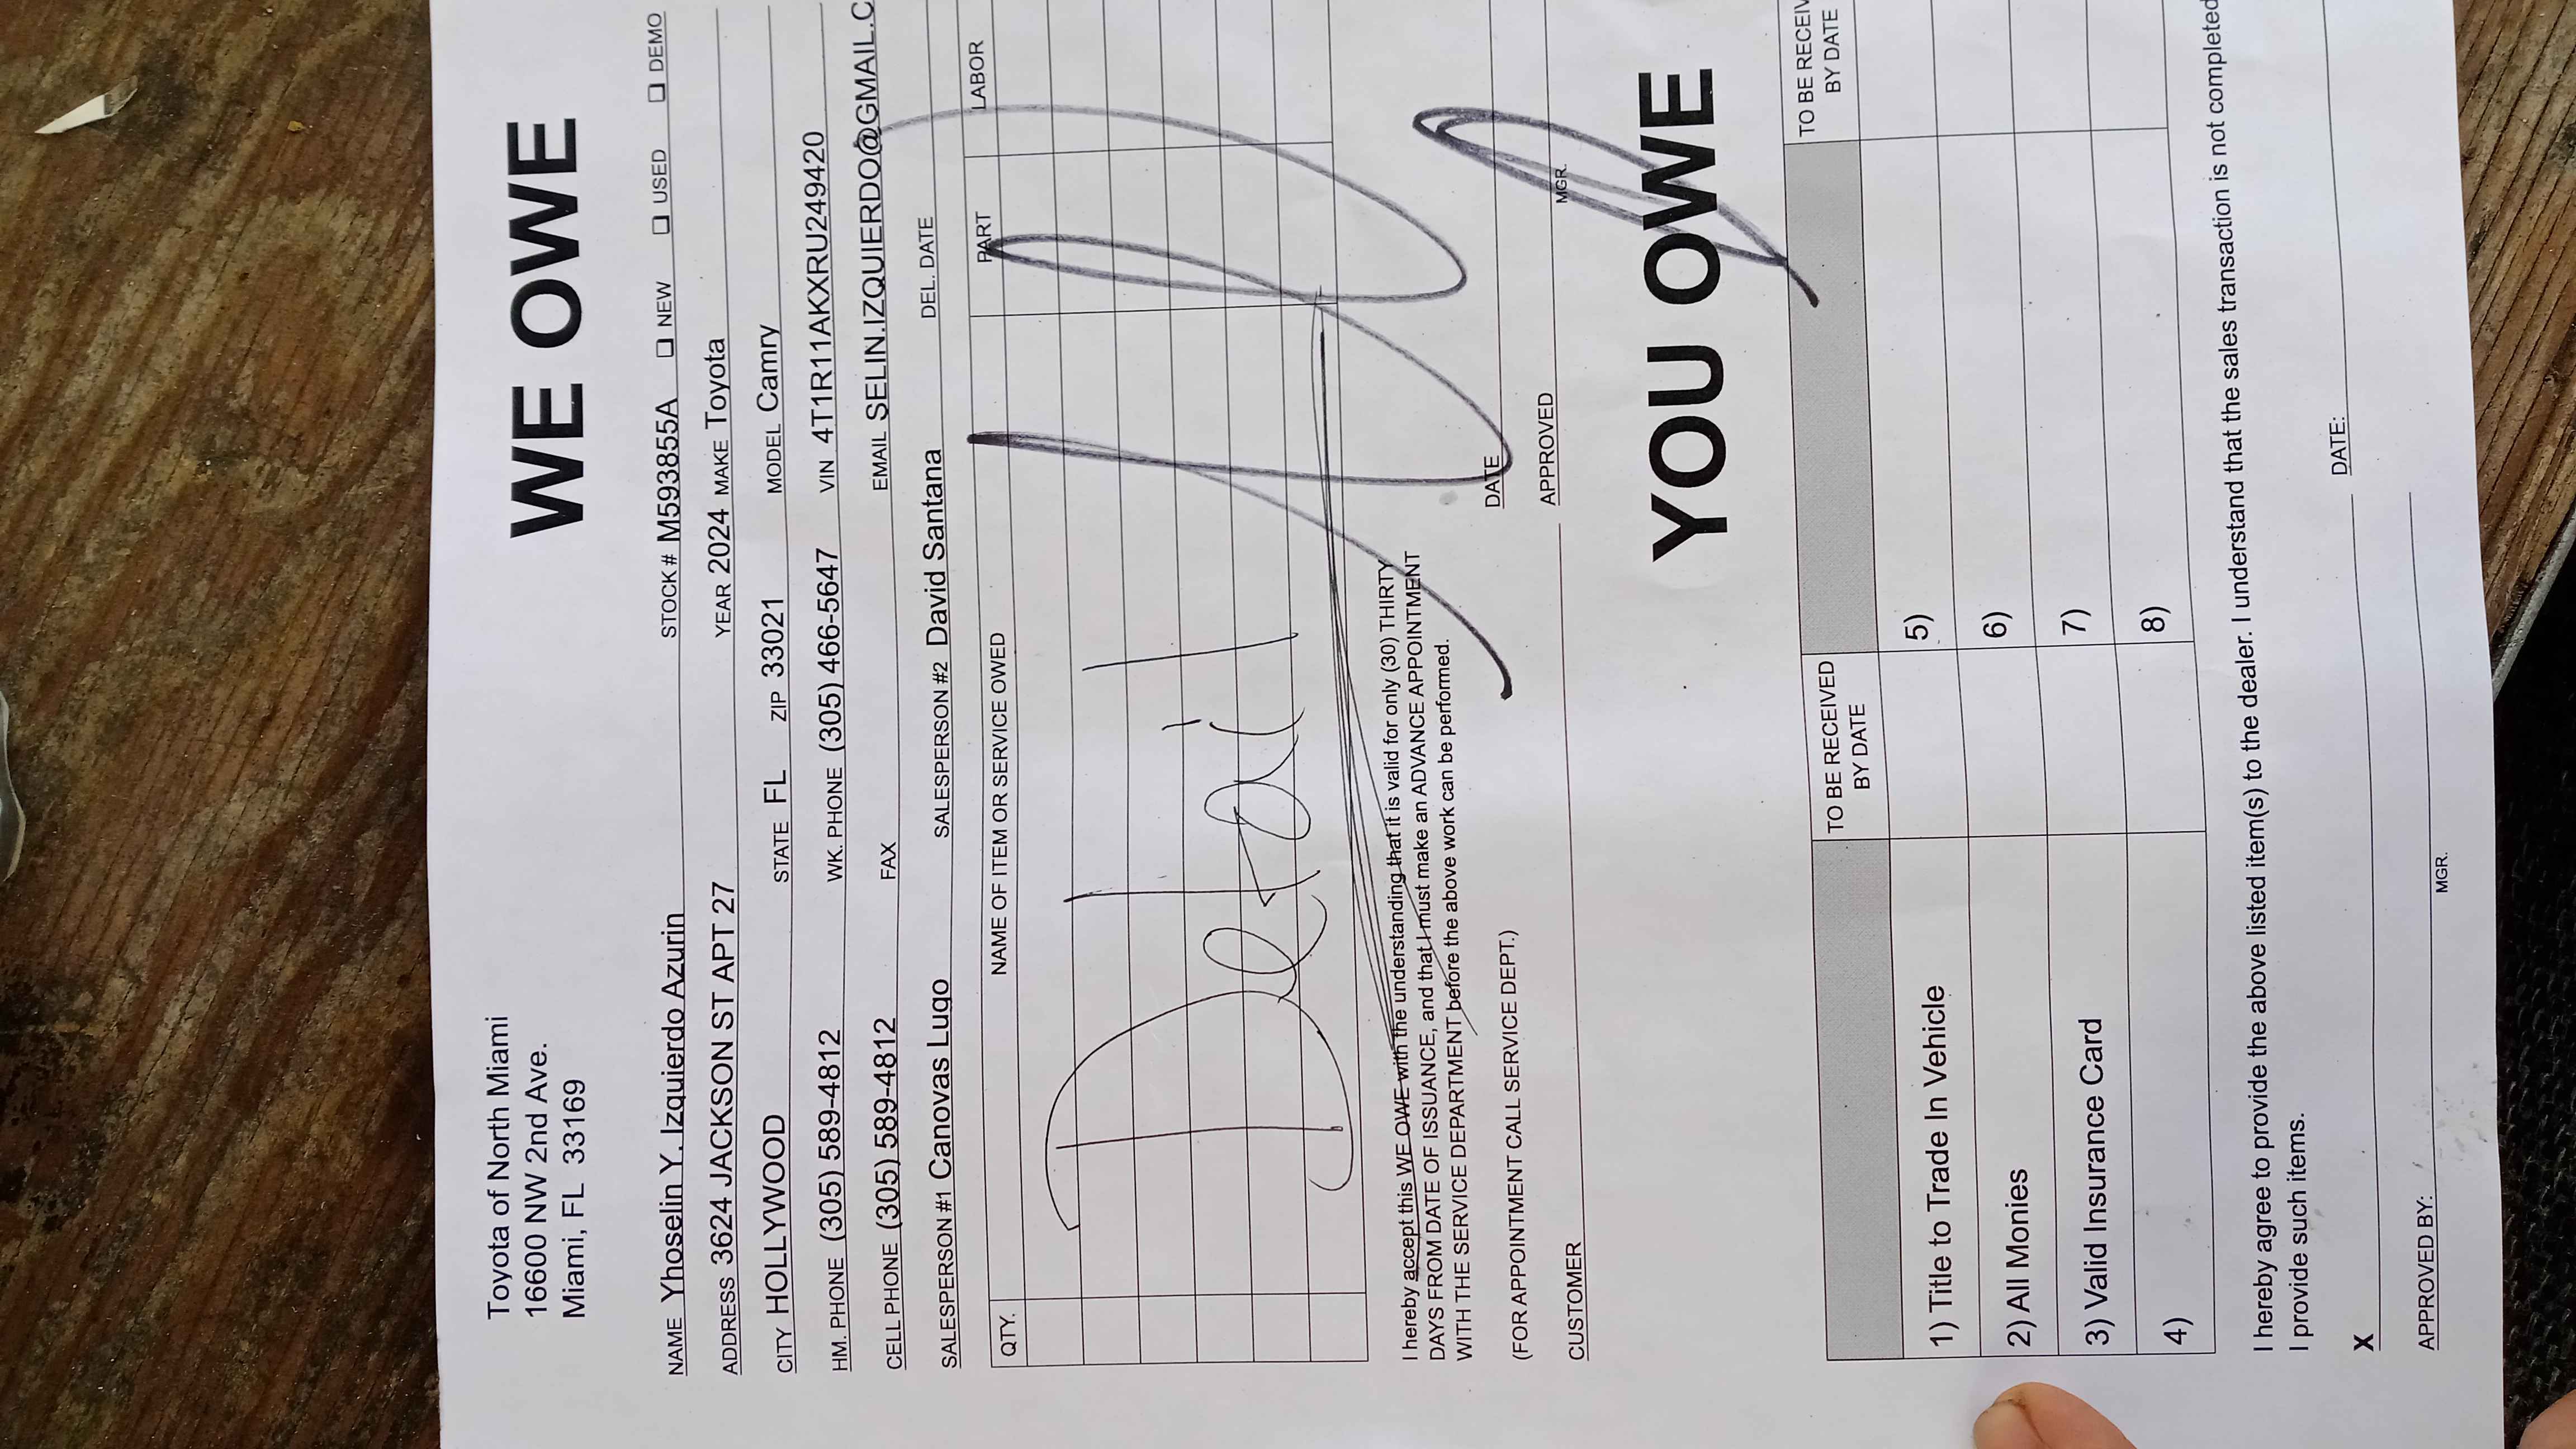 Toyota of North Miami
16600 NW 2nd Ave.
Miami, FL 33169
WE OWE
NAME Yhoselin Y. Izquierdo Azurin STOCK # M593855A ❑ NEW ❑ USED ❑ DEMO
ADDRESS 3624 JACKSON ST APT 27 YEAR 2024 MAKE Toyota
CITY HOLLYWOOD STATE FL ZIP 33021 MODEL Camry
HM. PHONE (305) 589-4812 WK. PHONE (305) 466-5647 VIN 4T1R11AKXRU249420
CELL PHONE (305) 589-4812 FAX EMAIL SELIN.IZQUIERDO@GMAIL.C
SALESPERSON #1 Canovas Lugo SALESPERSON #2 David Santana DEL. DATE
QTY. NAME OF ITEM OR SERVICE OWED PART LABOR
Detail
I hereby accept this WE OWE with the understanding that it is valid for only (30) THIRTY
DAYS FROM DATE OF ISSUANCE, and that I must make an ADVANCE APPOINTMENT
WITH THE SERVICE DEPARTMENT before the above work can be performed.
DATE
(FOR APPOINTMENT CALL SERVICE DEPT.)
APPROVED
MGR.
CUSTOMER
YOU OWE
TO BE RECEIVED BY DATE TO BE RECEIV
BY DATE
1) Title to Trade In Vehicle 5)
2) All Monies 6)
3) Valid Insurance Card 7)
4) 8)
I hereby agree to provide the above listed item(s) to the dealer. I understand that the sales transaction is not completed
I provide such items.
X DATE:
APPROVED BY:
MGR.